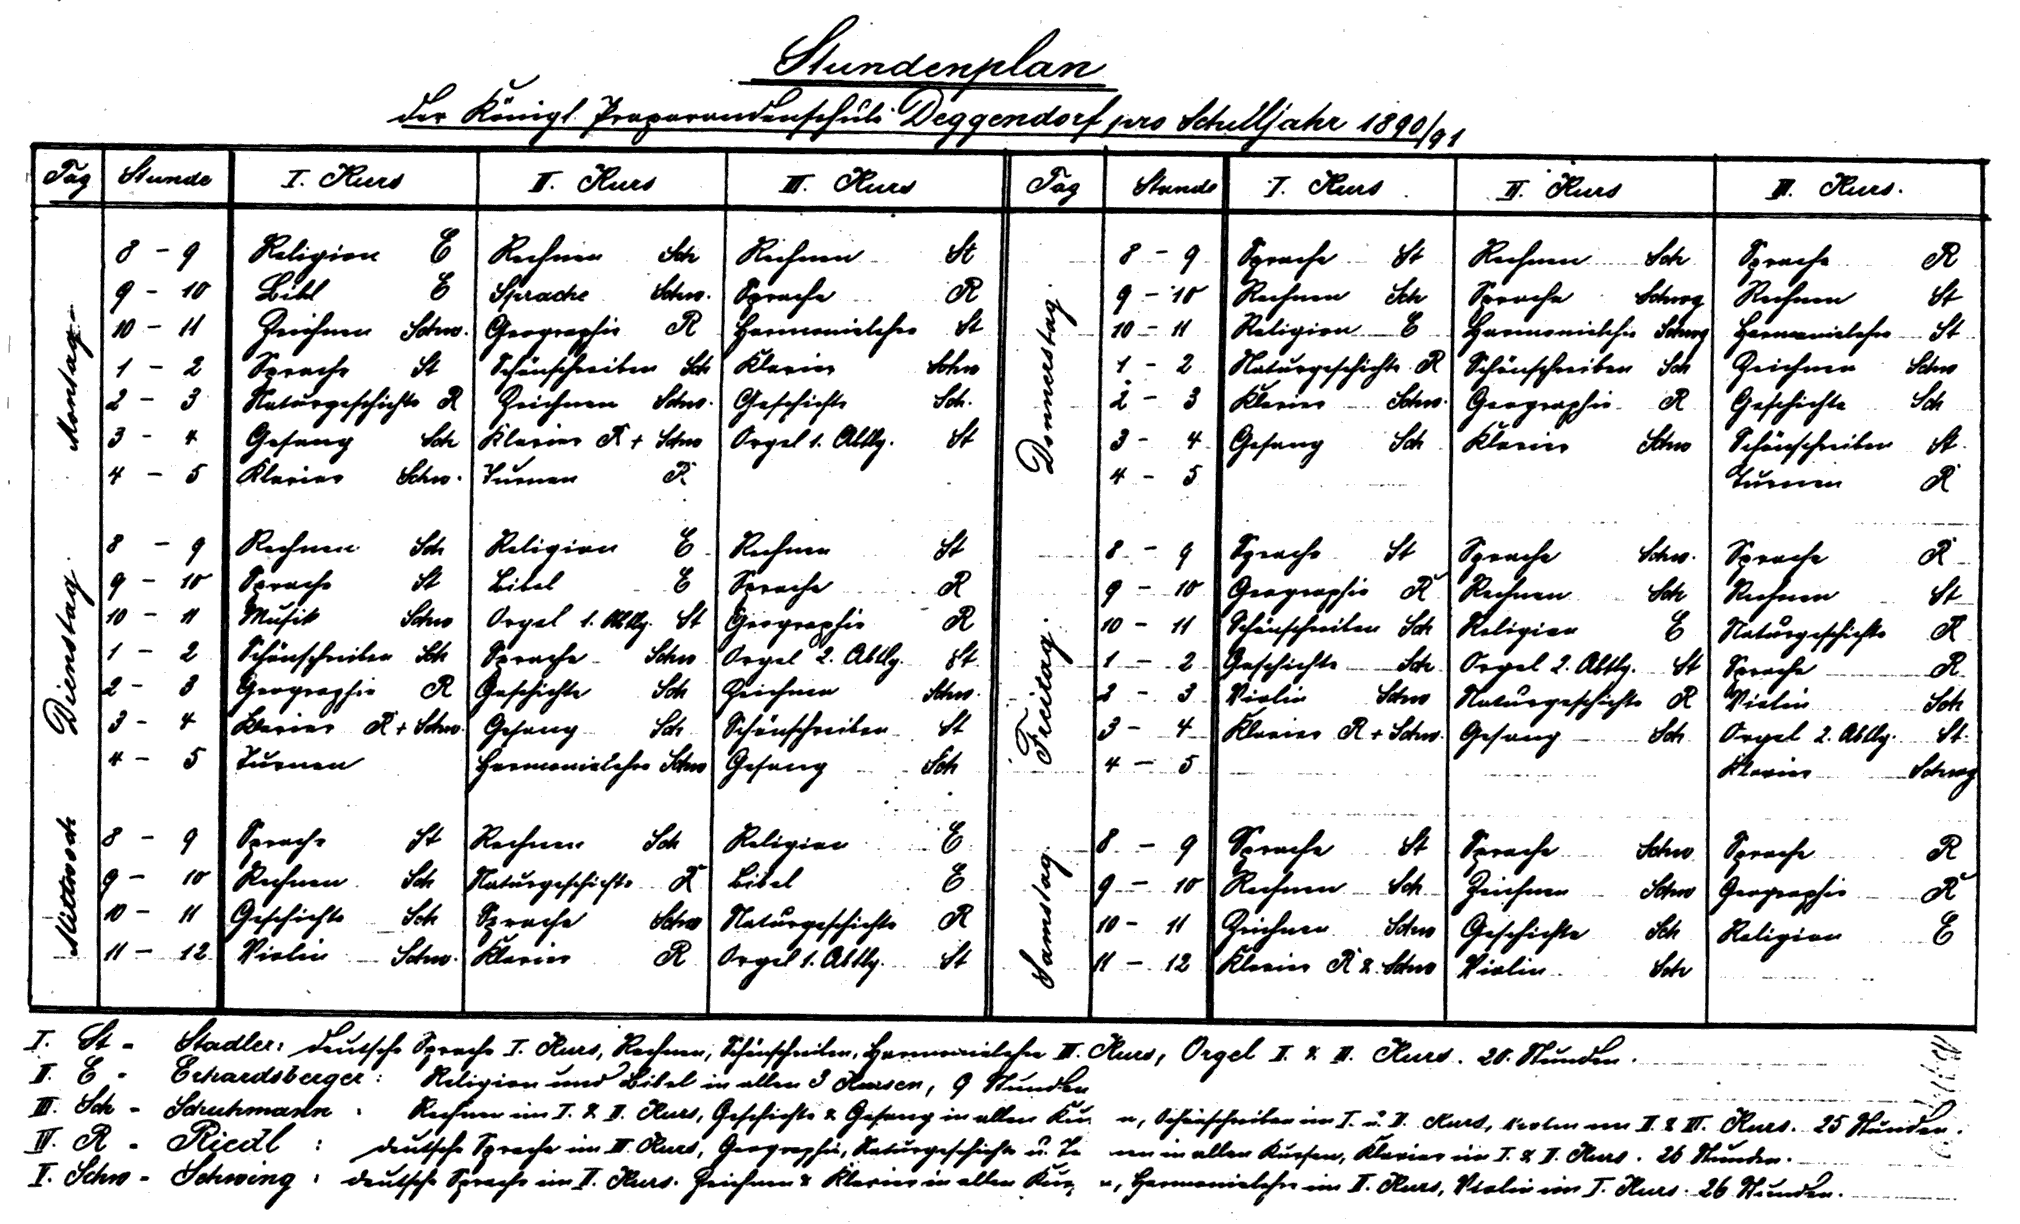 Stundenplan
der Königl. Präparandenschule Deggendorf pro Schuljahr 1890/91
Tag Stunde I. Kurs II. Kurs III. Kurs Tag Stunde I. Kurs II. Kurs III. Kurs.
Montag
8 - 9 Religion E Rechnen Sch Rechnen St
9 - 10 Bibl E Sprache Schw. Sprache R
10 - 11 Zeichnen Schw. Geographie R Harmonielehre St
1 - 2 Sprache St Schönschreiben Sch Klavier Schw
2 - 3 Naturgeschichte R Zeichnen Schw. Geschichte Sch.
3 - 4 Gesang Sch Klavier R + Schw Orgel 1. Abtlg. St
4 - 5 Klavier Schw. Turnen R
Dienstag.
8 - 9 Rechnen Sch Religion E Rechnen St
9 - 10 Sprache St Bibel E Sprache R
10 - 11 Musik Schw Orgel 1. Abtlg. St Geographie R
1 - 2 Schönschreiben Sch Sprache Schw Orgel 2. Abtlg. St
2 - 3 Geographie R Geschichte Sch Zeichnen Schw.
3 - 4 Klavier R + Schw. Gesang Sch Schönschreiben St
4 - 5 Turnen Harmonielehre Schw Gesang Sch
Mittwoch
8 - 9 Sprache St Rechnen Sch Religion E
9 - 10 Rechnen Sch Naturgeschichte R Bibel E
10 - 11 Geschichte Sch Sprache Schw Naturgeschichte R
11 - 12 Violin Schw. Klavier R Orgel 1. Abtlg. St
Donnerstag.
8 - 9 Sprache St Rechnen Sch Sprache R
9 - 10 Rechnen Sch Sprache Schwg Rechnen St
10 - 11 Religion E Harmonielehre Schwg Harmonielehre St
1 - 2 Naturgeschichte R Schönschreiben Sch Zeichnen Schw
2 - 3 Klavier Schw. Geographie R Geschichte Sch
3 - 4 Gesang Sch Klavier Schw Schönschreiben St.
4 - 5 Turnen R
Freitag.
8 - 9 Sprache St Sprache Schw. Sprache R
9 - 10 Geographie R Rechnen Sch Rechnen St
10 - 11 Schönschreiben Sch Religion E Naturgeschichte R
1 - 2 Geschichte Sch Orgel 2. Abtlg. St Sprache R
2 - 3 Violin Schw Naturgeschichte R Violin Sch
3 - 4 Klavier R + Schw. Gesang Sch Orgel 2. Abtlg. St
4 - 5 Klavier Schwg
Samstag.
8 - 9 Sprache St Sprache Schw Sprache R
9 - 10 Rechnen Sch Zeichnen Schw Geographie R
10 - 11 Zeichnen Schw Geschichte Sch Religion E
11 - 12 Klavier R & Schw Violin Sch
I. St - Stadler: deutsche Sprache I. Kurs, Rechnen, Schönschreiben, Harmonielehre III. Kurs, Orgel II. & III. Kurs. 20 Stunden.
II. E - Erhardsberger: Religion und Bibel in allen 3 Kursen, 9 Stunden
III. Sch - Schuhmann: Rechnen im I. & II. Kurs, Geschichte & Gesang in allen Ku n, Schönschreiben im I. u. II. Kurs, Violin im II. & III. Kurs. 25 Stunden.
IV. R - Riedl: deutsche Sprache im III. Kurs, Geographie, Naturgeschichte u. Tu nen in allen Kursen, Klavier im I. & II. Kurs. 26 Stunden.
V. Schw - Schwing: deutsche Sprache im II. Kurs. Zeichnen & Klavier in allen Kur n, Harmonielehre im II. Kurs, Violin im I. Kurs. 26 Stunden.